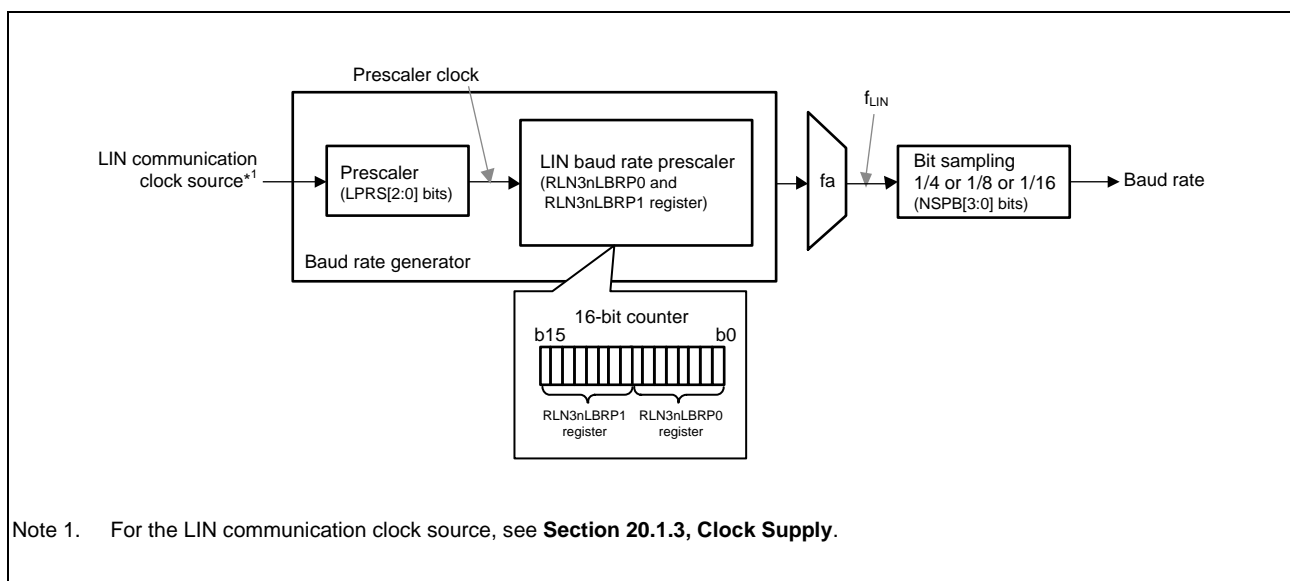 Prescaler clock
f_LIN
LIN communication
clock source*1
Prescaler
(LPRS[2:0] bits)
LIN baud rate prescaler
(RLN3nLBRP0 and
RLN3nLBRP1 register)
fa
Bit sampling
1/4 or 1/8 or 1/16
(NSPB[3:0] bits)
Baud rate
Baud rate generator
16-bit counter
b15 b0
RLN3nLBRP1 register
RLN3nLBRP0 register
Note 1. For the LIN communication clock source, see Section 20.1.3, Clock Supply.